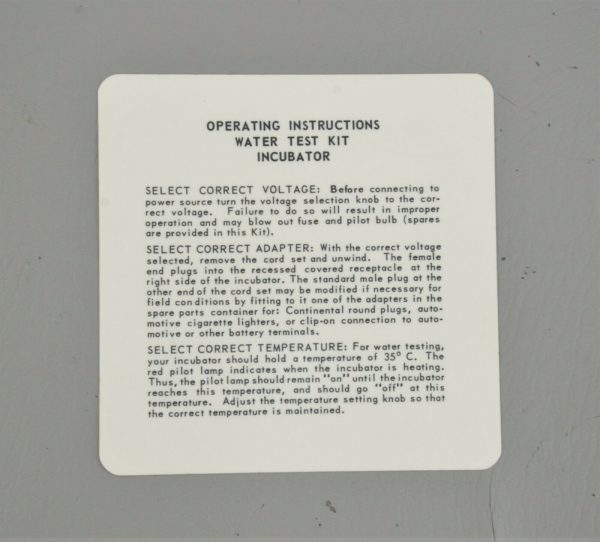 OPERATING INSTRUCTIONS
WATER TEST KIT
INCUBATOR
SELECT CORRECT VOLTAGE: Before connecting to
power source turn the voltage selection knob to the cor-
rect voltage. Failure to do so will result in improper
operation and may blow out fuse and pilot bulb (spares
are provided in this Kit).
SELECT CORRECT ADAPTER: With the correct voltage
selected, remove the cord set and unwind. The female
end plugs into the recessed covered receptacle at the
right side of the incubator. The standard male plug at the
other end of the cord set may be modified if necessary for
field conditions by fitting to it one of the adapters in the
spare parts container for: Continental round plugs, auto-
motive cigarette lighters, or clip-on connection to auto-
motive or other battery terminals.
SELECT CORRECT TEMPERATURE: For water testing,
your incubator should hold a temperature of 35° C. The
red pilot lamp indicates when the incubator is heating.
Thus, the pilot lamp should remain "on" until the incubator
reaches this temperature, and should go "off" at this
temperature. Adjust the temperature setting knob so that
the correct temperature is maintained.